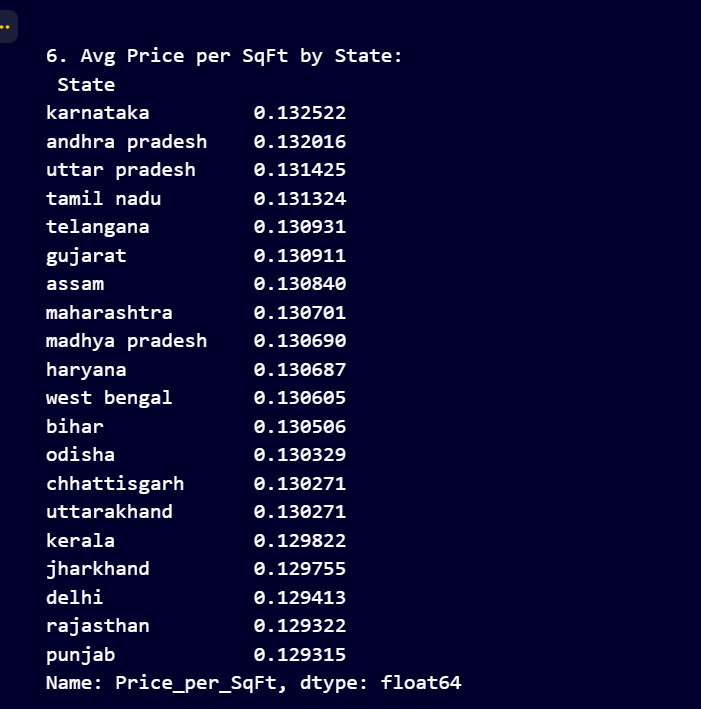 6. Avg Price per SqFt by State:
State
karnataka 0.132522
andhra pradesh 0.132016
uttar pradesh 0.131425
tamil nadu 0.131324
telangana 0.130931
gujarat 0.130911
assam 0.130840
maharashtra 0.130701
madhya pradesh 0.130690
haryana 0.130687
west bengal 0.130605
bihar 0.130506
odisha 0.130329
chhattisgarh 0.130271
uttarakhand 0.130271
kerala 0.129822
jharkhand 0.129755
delhi 0.129413
rajasthan 0.129322
punjab 0.129315
Name: Price_per_SqFt, dtype: float64